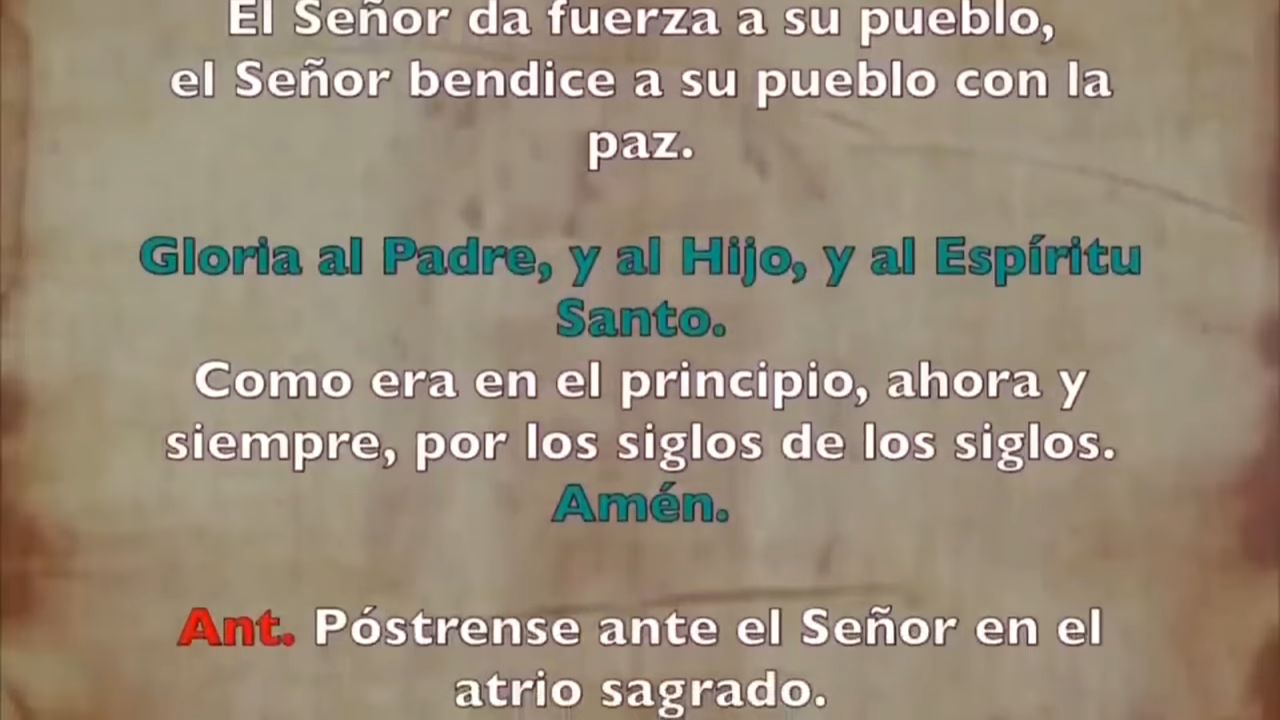 El Señor da fuerza a su pueblo,
el Señor bendice a su pueblo con la
paz.
Gloria al Padre, y al Hijo, y al Espíritu
Santo.
Como era en el principio, ahora y
siempre, por los siglos de los siglos.
Amén.
Ant. Póstrense ante el Señor en el
atrio sagrado.